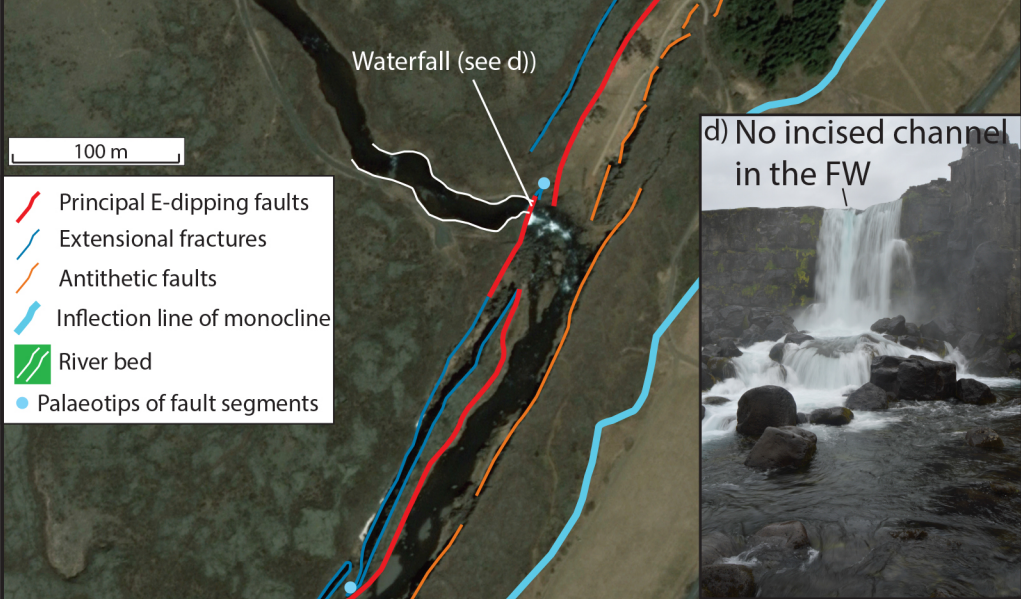 Waterfall (see d))
100 m
Principal E-dipping faults
Extensional fractures
Antithetic faults
Inflection line of monocline
River bed
Palaeotips of fault segments
d) No incised channel
in the FW